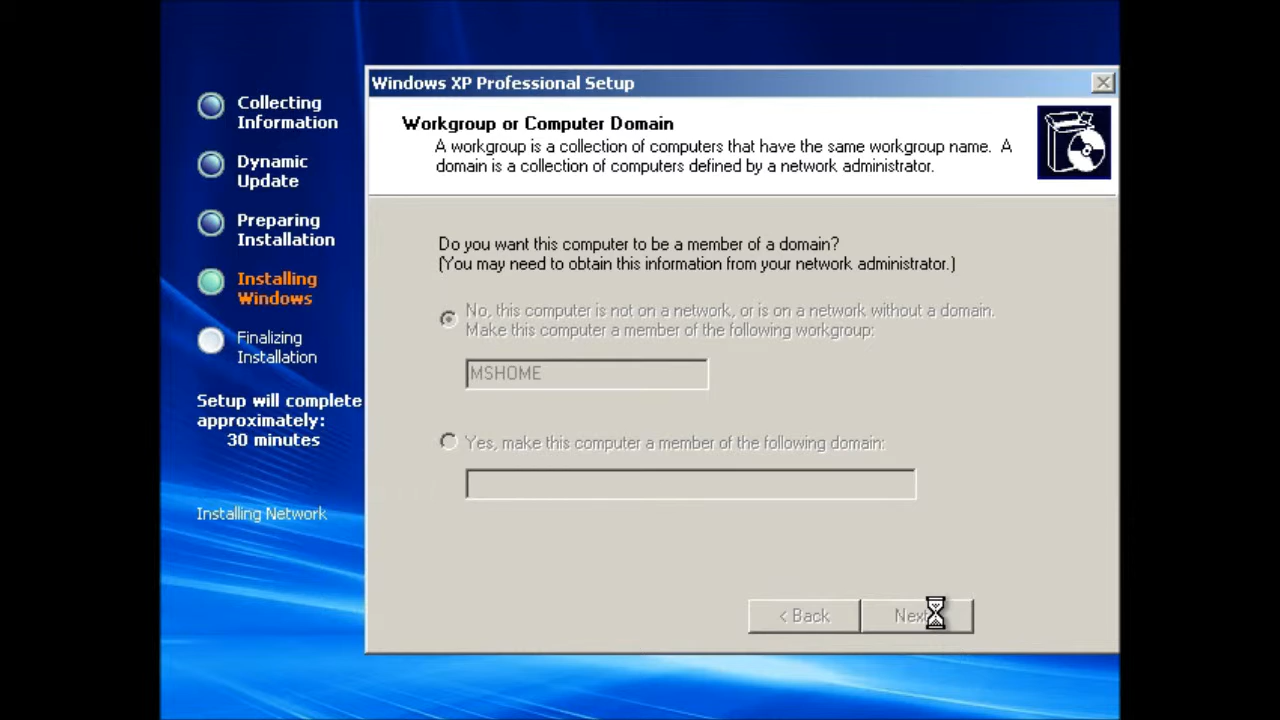 Collecting
Information
Dynamic
Update
Preparing
Installation
Installing
Windows
Finalizing
Installation
Setup will complete
approximately:
30 minutes
Installing Network
Windows XP Professional Setup
Workgroup or Computer Domain
A workgroup is a collection of computers that have the same workgroup name. A
domain is a collection of computers defined by a network administrator.
Do you want this computer to be a member of a domain?
(You may need to obtain this information from your network administrator.)
No, this computer is not on a network, or is on a network without a domain.
Make this computer a member of the following workgroup:
MSHOME
Yes, make this computer a member of the following domain:
< Back
Next